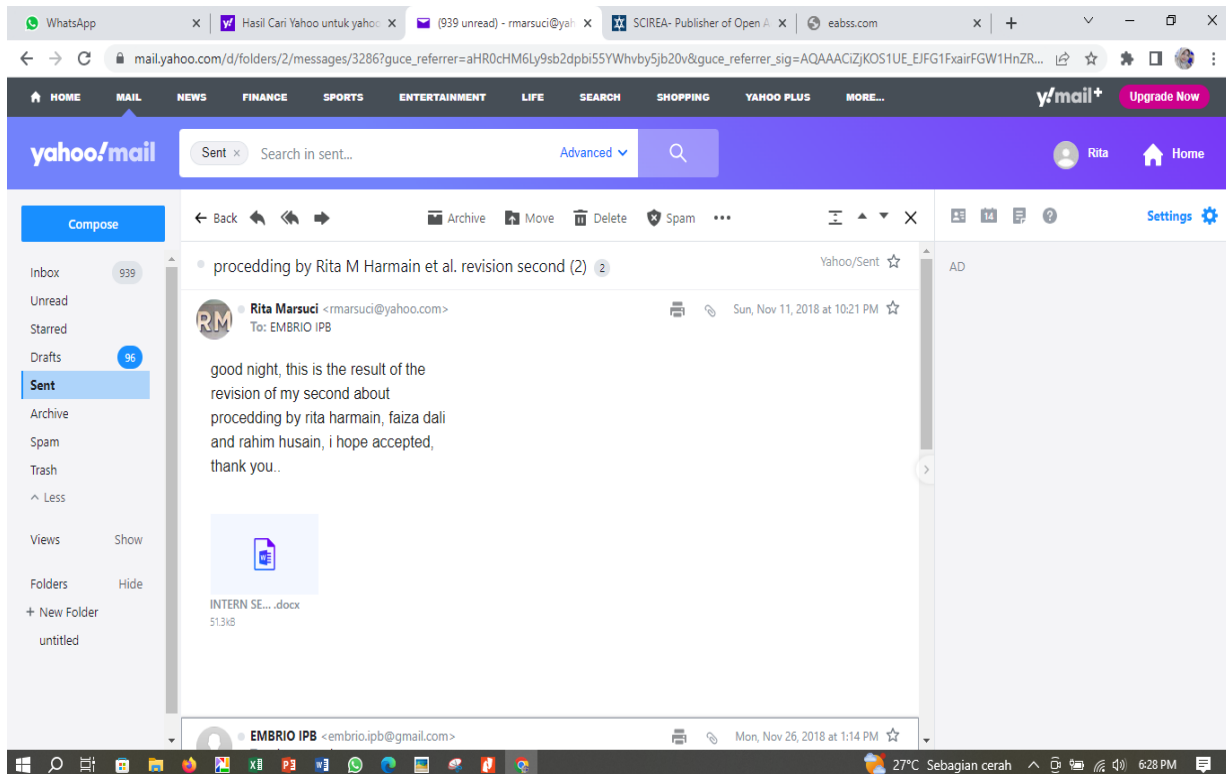 WhatsApp
Hasil Cari Yahoo untuk yahoo
(939 unread) - rmarsuci@yah
SCIREA- Publisher of Open A
eabss.com
mail.yahoo.com/d/folders/2/messages/3286?guce_referrer=aHR0cHM6Ly9sb2dpbi55YWhvby5jb20v&guce_referrer_sig=AQAAACiZjKOS1UE_EJFG1FxairFGW1HnZR...
HOME MAIL NEWS FINANCE SPORTS ENTERTAINMENT LIFE SEARCH SHOPPING YAHOO PLUS MORE...
y!mail+ Upgrade Now
yahoo!mail
Sent × Search in sent... Advanced
Rita Home
Compose
Back Archive Move Delete Spam •••
14
Settings
Inbox 939
Unread
Starred
Drafts 96
Sent
Archive
Spam
Trash
Less
Views Show
Folders Hide
+ New Folder
untitled
procedding by Rita M Harmain et al. revision second (2) 2
Yahoo/Sent
AD
RM
Rita Marsuci <rmarsuci@yahoo.com>
Sun, Nov 11, 2018 at 10:21 PM
To: EMBRIO IPB
good night, this is the result of the
revision of my second about
procedding by rita harmain, faiza dali
and rahim husain, i hope accepted,
thank you..
INTERN SE... .docx
51.3kB
EMBRIO IPB <embrio.ipb@gmail.com>
Mon, Nov 26, 2018 at 1:14 PM
27°C Sebagian cerah
6:28 PM